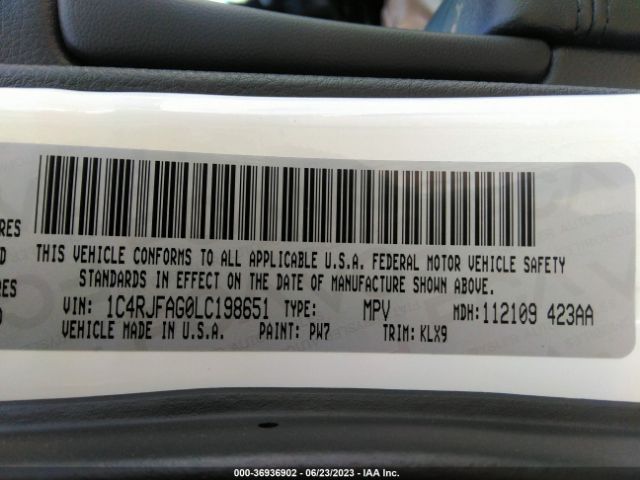 RES
D
THIS VEHICLE CONFORMS TO ALL APPLICABLE U.S.A. FEDERAL MOTOR VEHICLE SAFETY
RES
STANDARDS IN EFFECT ON THE DATE OF MANUFACTURE SHOWN ABOVE.
D
VIN: 1C4RJFAG0LC198651 TYPE: MPV MDH:112109 423AA
VEHICLE MADE IN U.S.A. PAINT: PW7 TRIM: KLX9
000-36936902 / 06/23/2023 - IAA Inc.